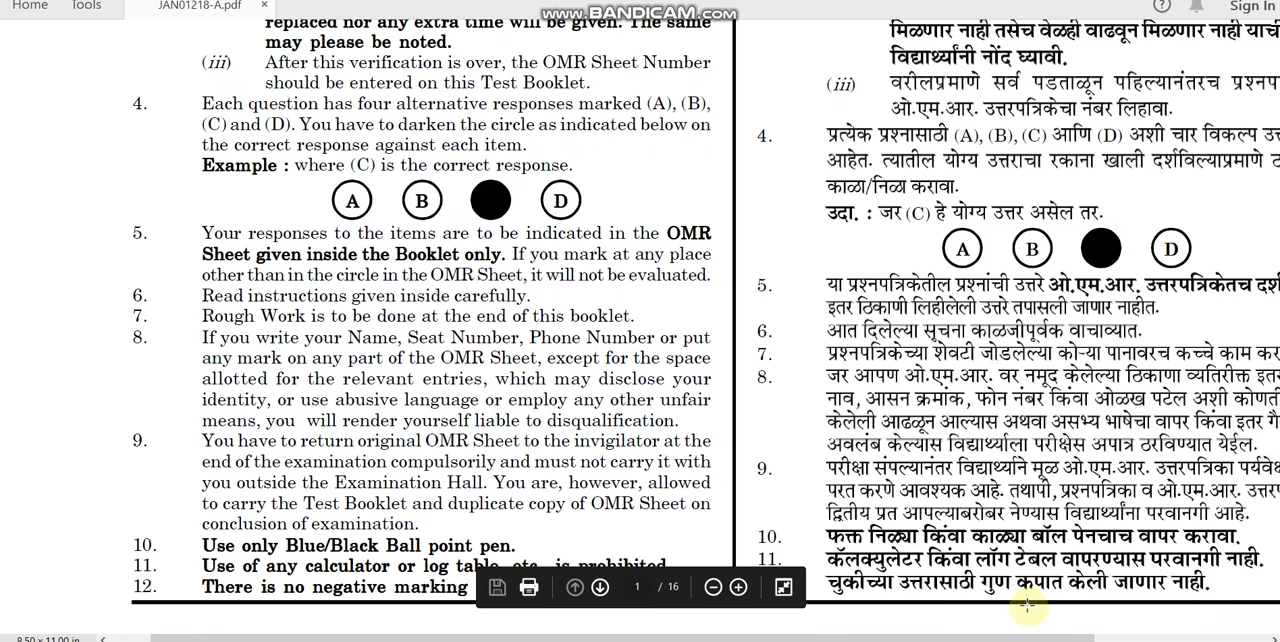 Home Tools JAN01218-A.pdf × Sign In
www.BANDICAM.com
replaced nor any extra time will be given. The same
may please be noted.
(iii) After this verification is over, the OMR Sheet Number
should be entered on this Test Booklet.
4. Each question has four alternative responses marked (A), (B),
(C) and (D). You have to darken the circle as indicated below on
the correct response against each item.
Example : where (C) is the correct response.
A B D
5. Your responses to the items are to be indicated in the OMR
Sheet given inside the Booklet only. If you mark at any place
other than in the circle in the OMR Sheet, it will not be evaluated.
6. Read instructions given inside carefully.
7. Rough Work is to be done at the end of this booklet.
8. If you write your Name, Seat Number, Phone Number or put
any mark on any part of the OMR Sheet, except for the space
allotted for the relevant entries, which may disclose your
identity, or use abusive language or employ any other unfair
means, you will render yourself liable to disqualification.
9. You have to return original OMR Sheet to the invigilator at the
end of the examination compulsorily and must not carry it with
you outside the Examination Hall. You are, however, allowed
to carry the Test Booklet and duplicate copy of OMR Sheet on
conclusion of examination.
10. Use only Blue/Black Ball point pen.
11. Use of any calculator or log table, etc., is prohibited
12. There is no negative marking
मिळणार नाही तसेच वेळही वाढवून मिळणार नाही याची
विद्यार्थ्यांनी नोंद घ्यावी.
(iii) वरीलप्रमाणे सर्व पडताळून पहिल्यानंतरच प्रश्नप
ओ.एम.आर. उत्तरपत्रिकेचा नंबर लिहावा.
4. प्रत्येक प्रश्नासाठी (A), (B), (C) आणि (D) अशी चार विकल्प उ
आहेत. त्यातील योग्य उत्तराचा रकाना खाली दर्शविल्याप्रमाणे ठ
काळा/निळा करावा.
उदा. : जर (C) हे योग्य उत्तर असेल तर.
A B D
5. या प्रश्नपत्रिकेतील प्रश्नांची उत्तरे ओ.एम.आर. उत्तरपत्रिकेतच दर्श
इतर ठिकाणी लिहीलेली उत्तरे तपासली जाणार नाहीत.
6. आत दिलेल्या सूचना काळजीपूर्वक वाचाव्यात.
7. प्रश्नपत्रिकेच्या शेवटी जोडलेल्या कोऱ्या पानावरच कच्चे काम कर
8. जर आपण ओ.एम.आर. वर नमूद केलेल्या ठिकाणा व्यतिरीक्त इत
नाव, आसन क्रमांक, फोन नंबर किंवा ओळख पटेल अशी कोणती
केलेली आढळून आल्यास अथवा असभ्य भाषेचा वापर किंवा इतर गै
अवलंब केल्यास विद्यार्थ्याला परीक्षेस अपात्र ठरविण्यात येईल.
9. परीक्षा संपल्यानंतर विद्यार्थ्याने मूळ ओ.एम.आर. उत्तरपत्रिका पर्यवे
परत करणे आवश्यक आहे. तथापी, प्रश्नपत्रिका व ओ.एम.आर. उत्तर
द्वितीय प्रत आपल्याबरोबर नेण्यास विद्यार्थ्यांना परवानगी आहे.
10. फक्त निळ्या किंवा काळ्या बॉल पेनचाच वापर करावा.
11. कॅलक्युलेटर किंवा लॉग टेबल वापरण्यास परवानगी नाही.
चुकीच्या उत्तरासाठी गुण कपात केली जाणार नाही.
1 / 16
8.50 x 11.00 in